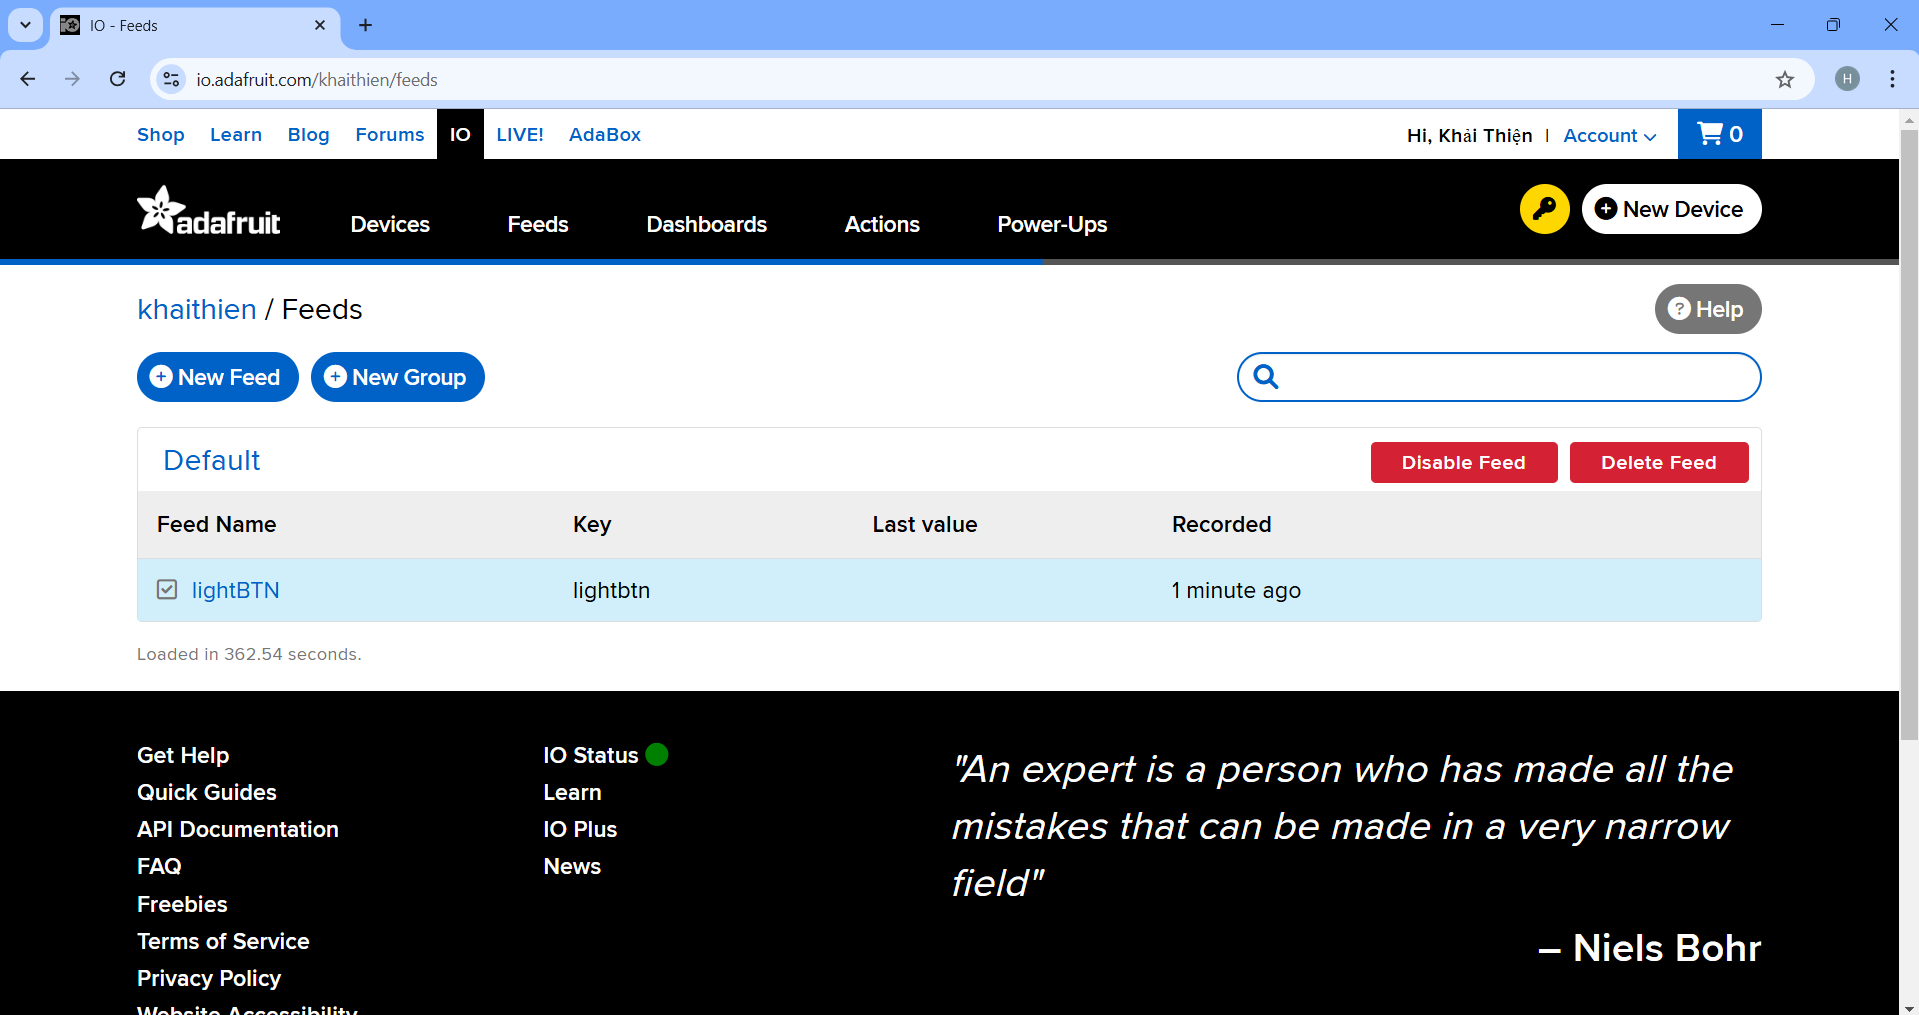 IO - Feeds
io.adafruit.com/khaithien/feeds
H
Shop Learn Blog Forums IO LIVE! AdaBox
Hi, Khải Thiện | Account
0
adafruit
Devices Feeds Dashboards Actions Power-Ups
New Device
khaithien / Feeds
? Help
New Feed New Group
Default
Disable Feed Delete Feed
Feed Name Key Last value Recorded
lightBTN lightbtn 1 minute ago
Loaded in 362.54 seconds.
Get Help
Quick Guides
API Documentation
FAQ
Freebies
Terms of Service
Privacy Policy
Website Accessibility
IO Status
Learn
IO Plus
News
"An expert is a person who has made all the
mistakes that can be made in a very narrow
field"
– Niels Bohr